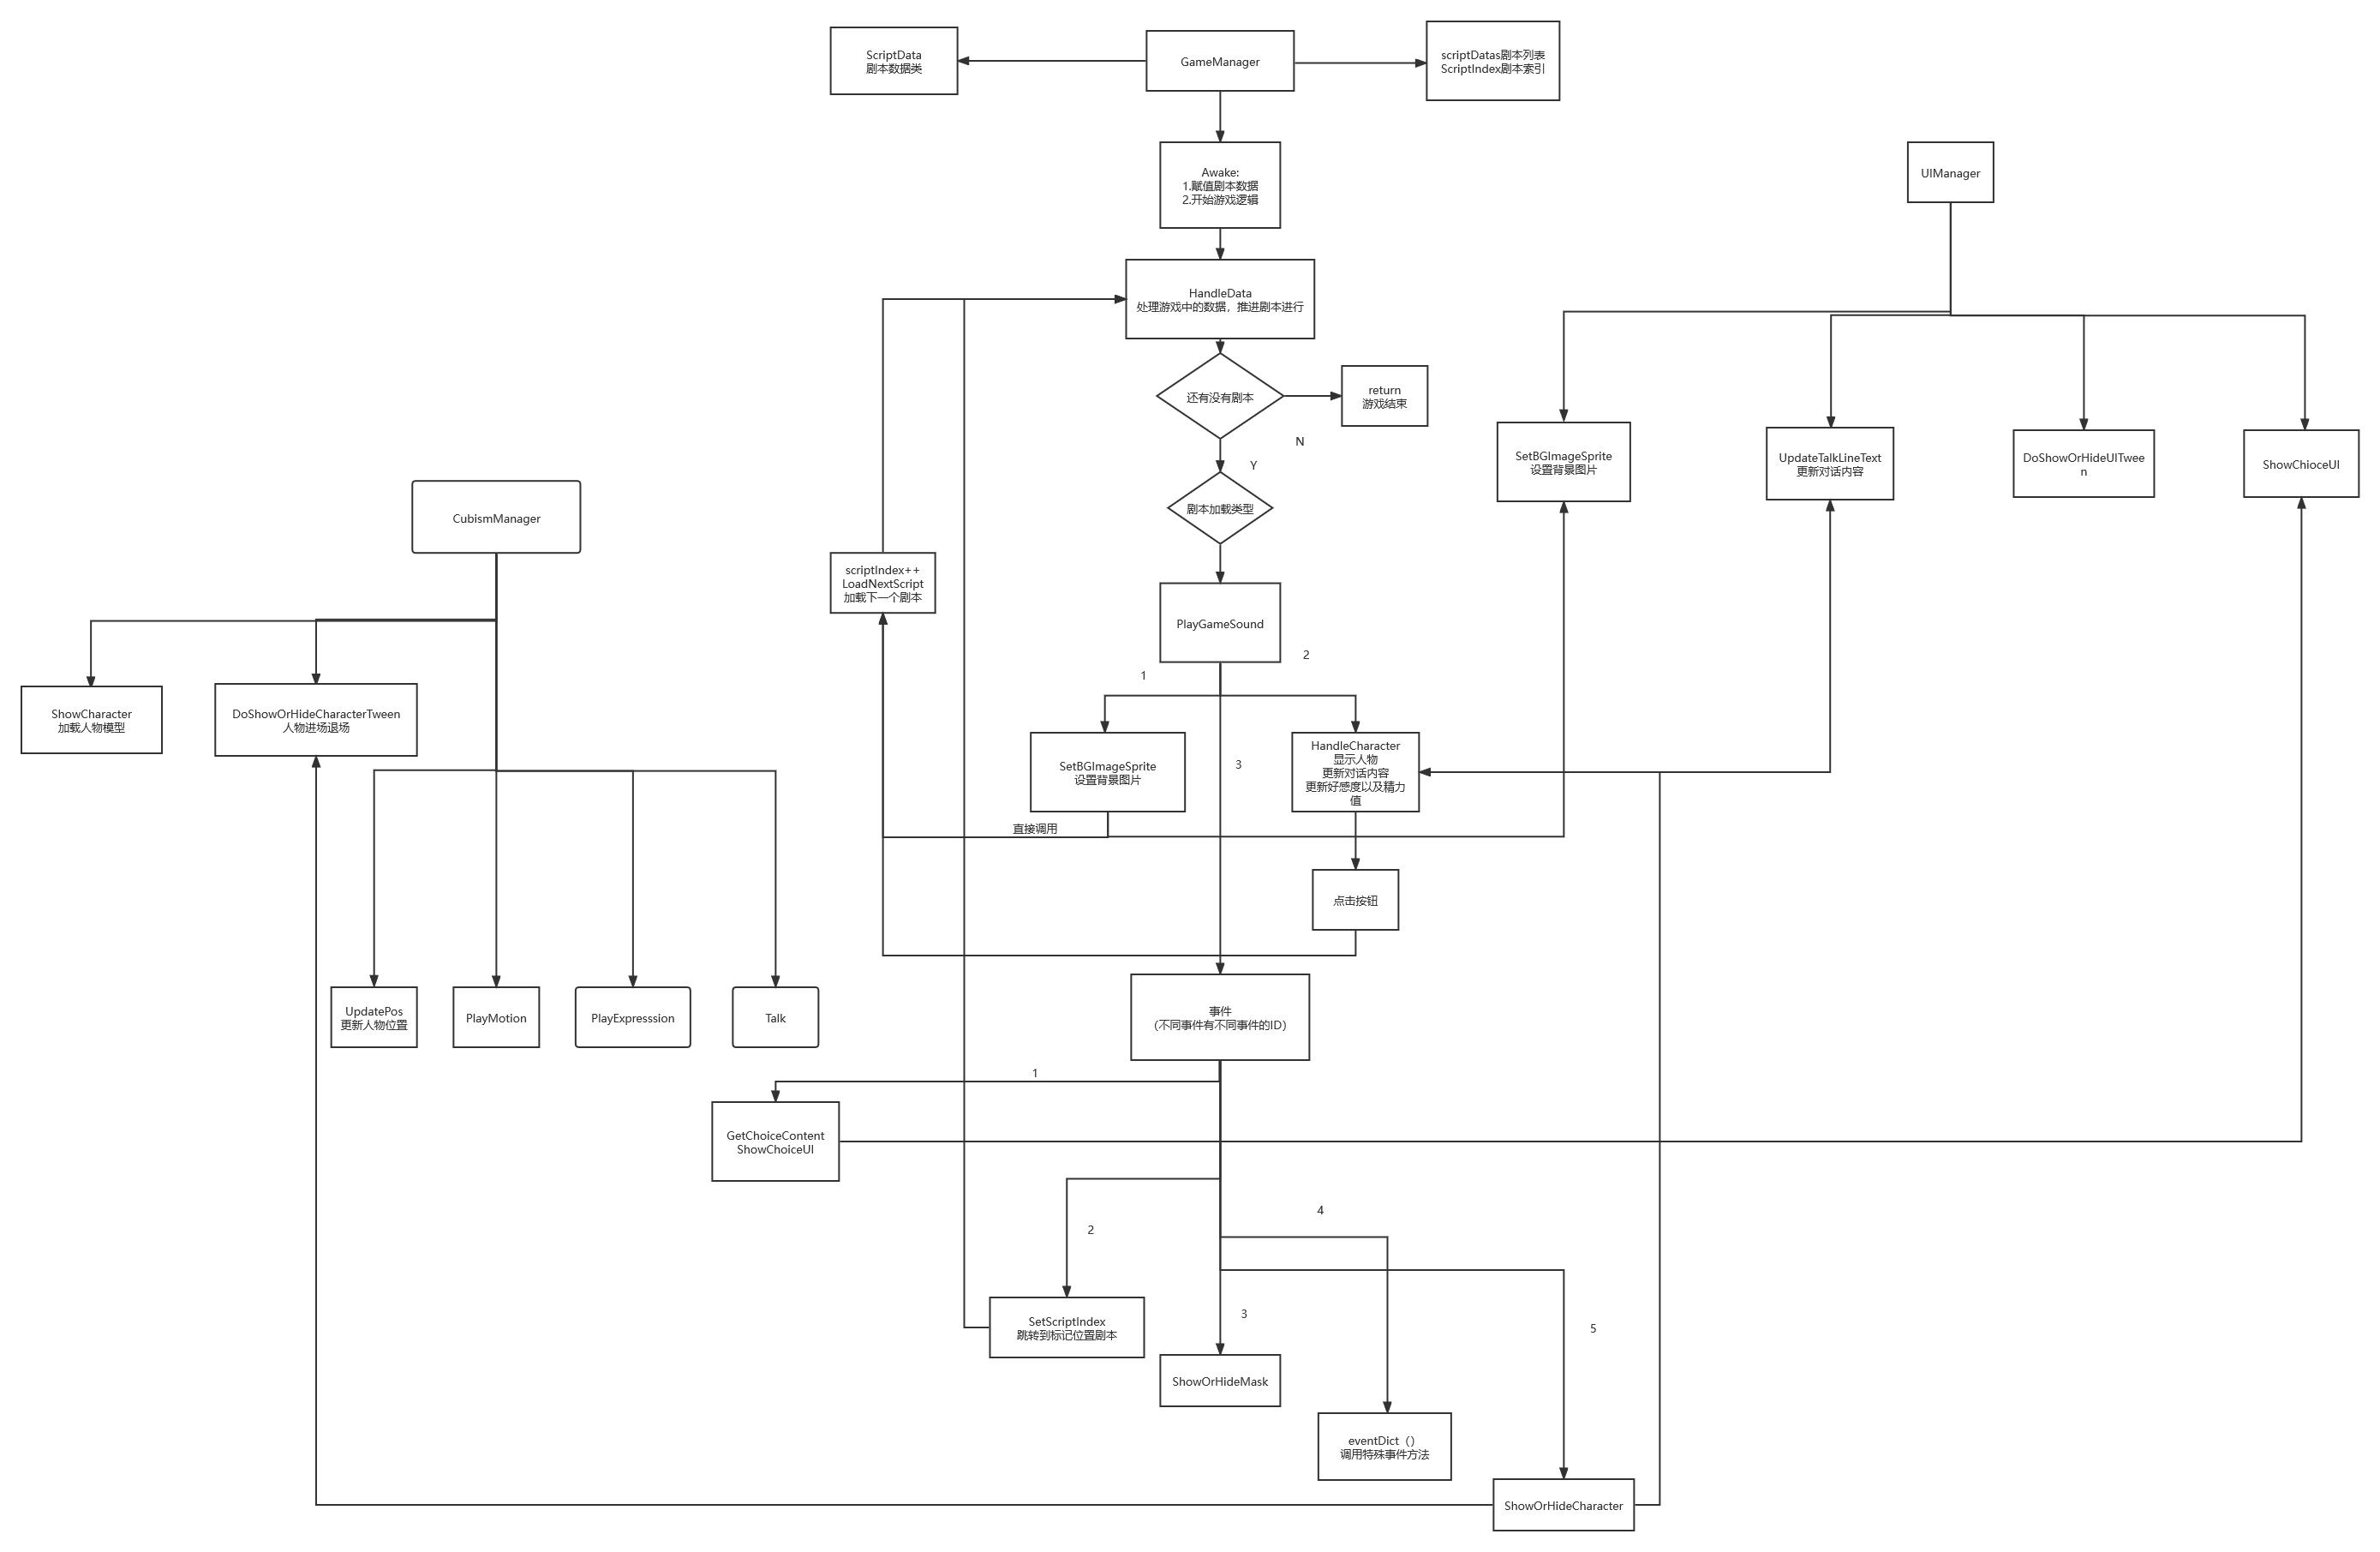 ScriptData
剧本数据类
GameManager
scriptDatas剧本列表
ScriptIndex剧本索引
Awake:
1.赋值剧本数据
2.开始游戏逻辑
UIManager
HandleData
处理游戏中的数据，推进剧本进行
还有没有剧本
return
游戏结束
N
Y
SetBGImageSprite
设置背景图片
UpdateTalkLineText
更新对话内容
DoShowOrHideUITwee
n
ShowChioceUI
剧本加载类型
CubismManager
scriptIndex++
LoadNextScript
加载下一个剧本
PlayGameSound
1
2
3
ShowCharacter
加载人物模型
DoShowOrHideCharacterTween
人物进场退场
SetBGImageSprite
设置背景图片
HandleCharacter
显示人物
更新对话内容
更新好感度以及精力
值
直接调用
点击按钮
UpdatePos
更新人物位置
PlayMotion
PlayExpresssion
Talk
事件
（不同事件有不同事件的ID）
1
GetChoiceContent
ShowChoiceUI
2
4
3
5
SetScriptIndex
跳转到标记位置剧本
ShowOrHideMask
eventDict（）
调用特殊事件方法
ShowOrHideCharacter